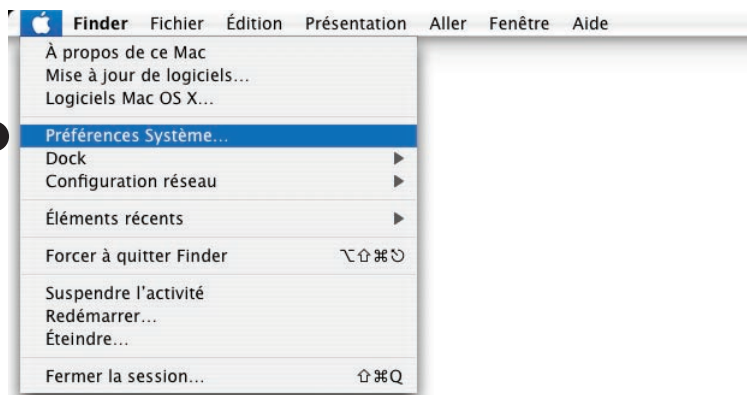 Finder Fichier Édition Présentation Aller Fenêtre Aide
À propos de ce Mac
Mise à jour de logiciels...
Logiciels Mac OS X...
Préférences Système...
Dock
Configuration réseau
Éléments récents
Forcer à quitter Finder ⌥⇧⌘⎋
Suspendre l'activité
Redémarrer...
Éteindre...
Fermer la session... ⇧⌘Q